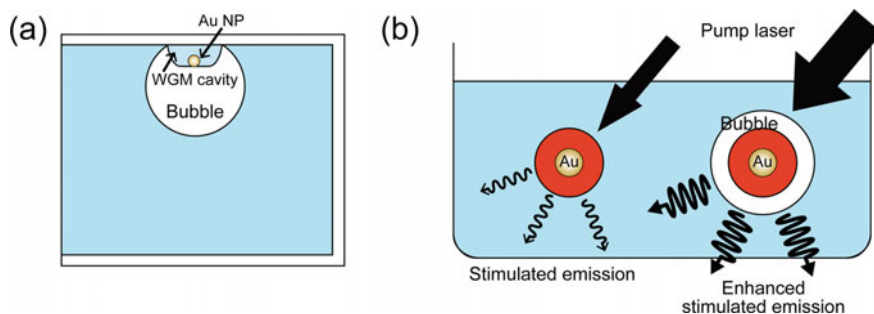 (a)
Au NP
WGM cavity
Bubble
(b)
Pump laser
Bubble
Au
Au
Stimulated emission
Enhanced
stimulated emission